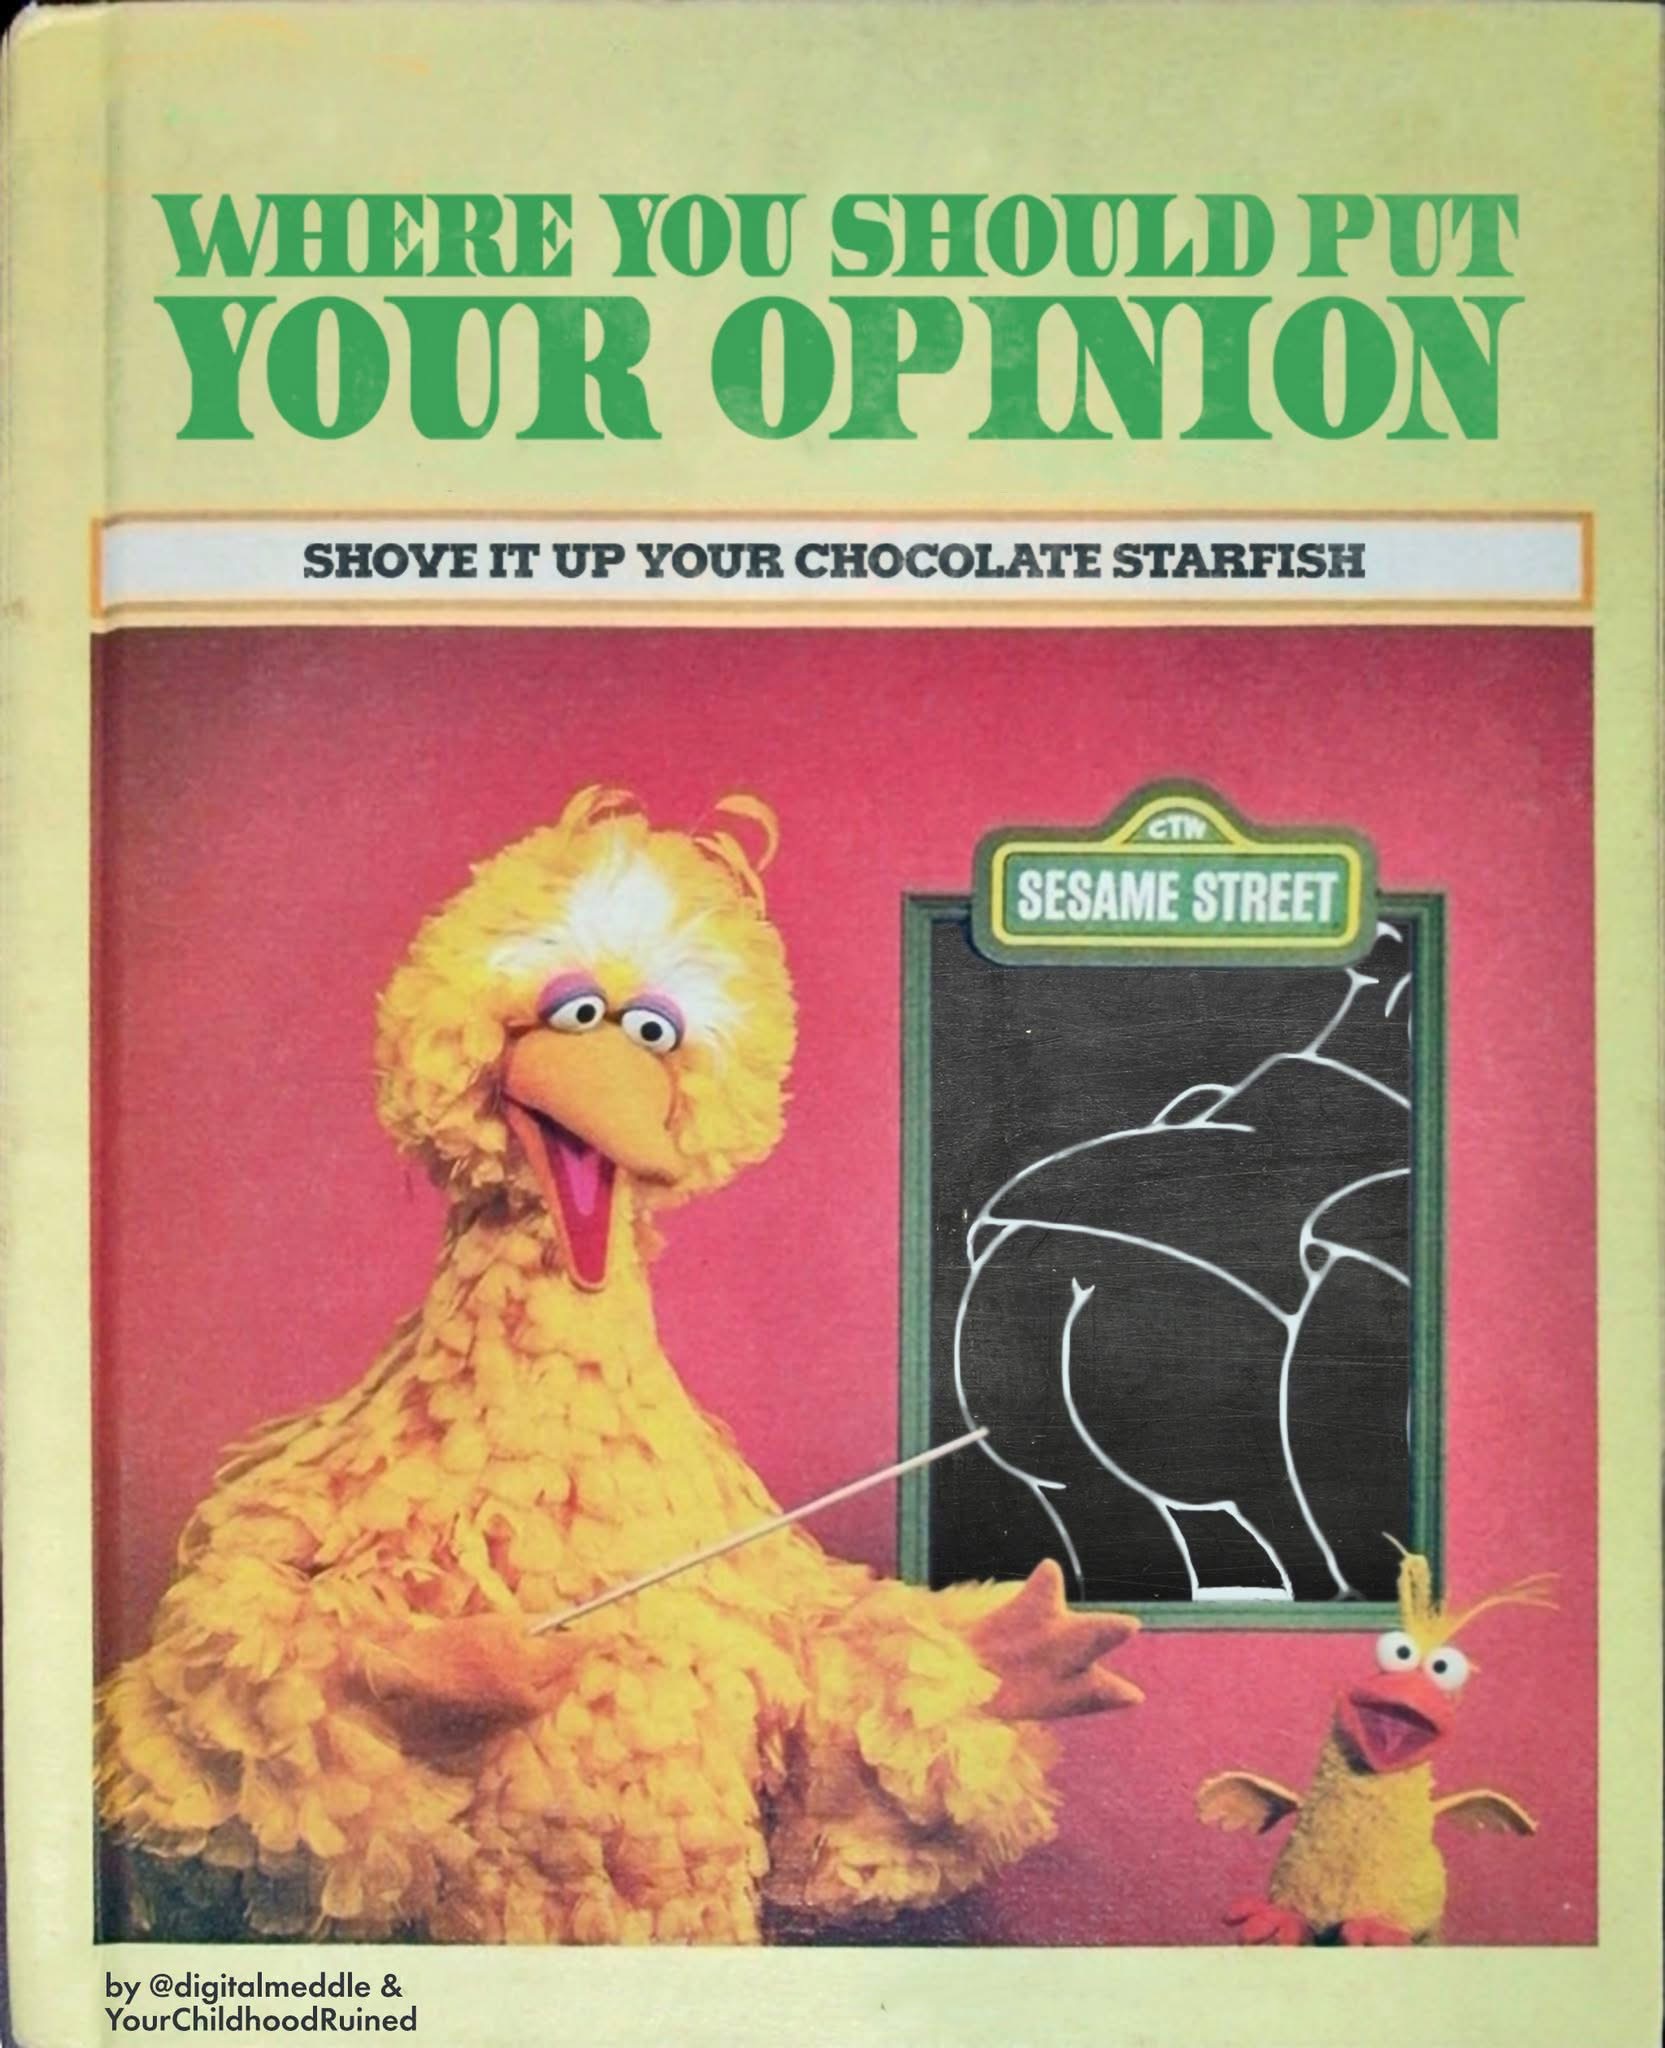 WHERE YOU SHOULD PUT
YOUR OPINION
SHOVE IT UP YOUR CHOCOLATE STARFISH
CTW
SESAME STREET
by @digitalmeddle &
YourChildhoodRuined